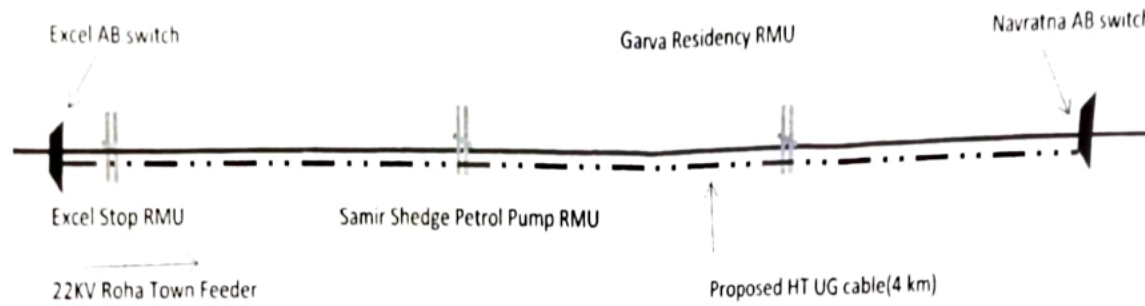 Excel AB switch
Garva Residency RMU
Navratna AB switch
Excel Stop RMU
Samir Shedge Petrol Pump RMU
22KV Roha Town Feeder
Proposed HT UG cable(4 km)